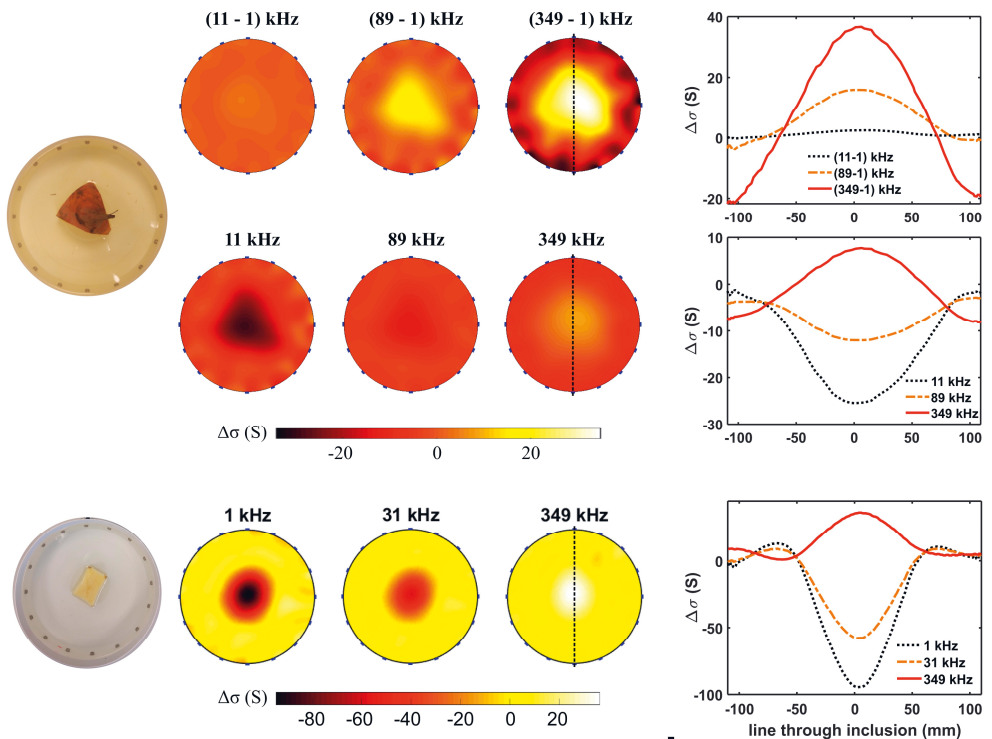 (11 - 1) kHz
(89 - 1) kHz
(349 - 1) kHz
40
20
0
20
Δσ (S)
(11-1) kHz
(89-1) kHz
(349-1) kHz
-100
-50
0
50
100
11 kHz
89 kHz
349 kHz
10
0
-10
-20
-30
Δσ (S)
11 kHz
89 kHz
349 kHz
-100
-50
0
50
100
Δσ (S)
-20
0
20
1 kHz
31 kHz
349 kHz
0
-50
-100
Δσ (S)
1 kHz
31 kHz
349 kHz
-100
-50
0
50
100
line through inclusion (mm)
Δσ (S)
-80
-60
-40
-20
0
20